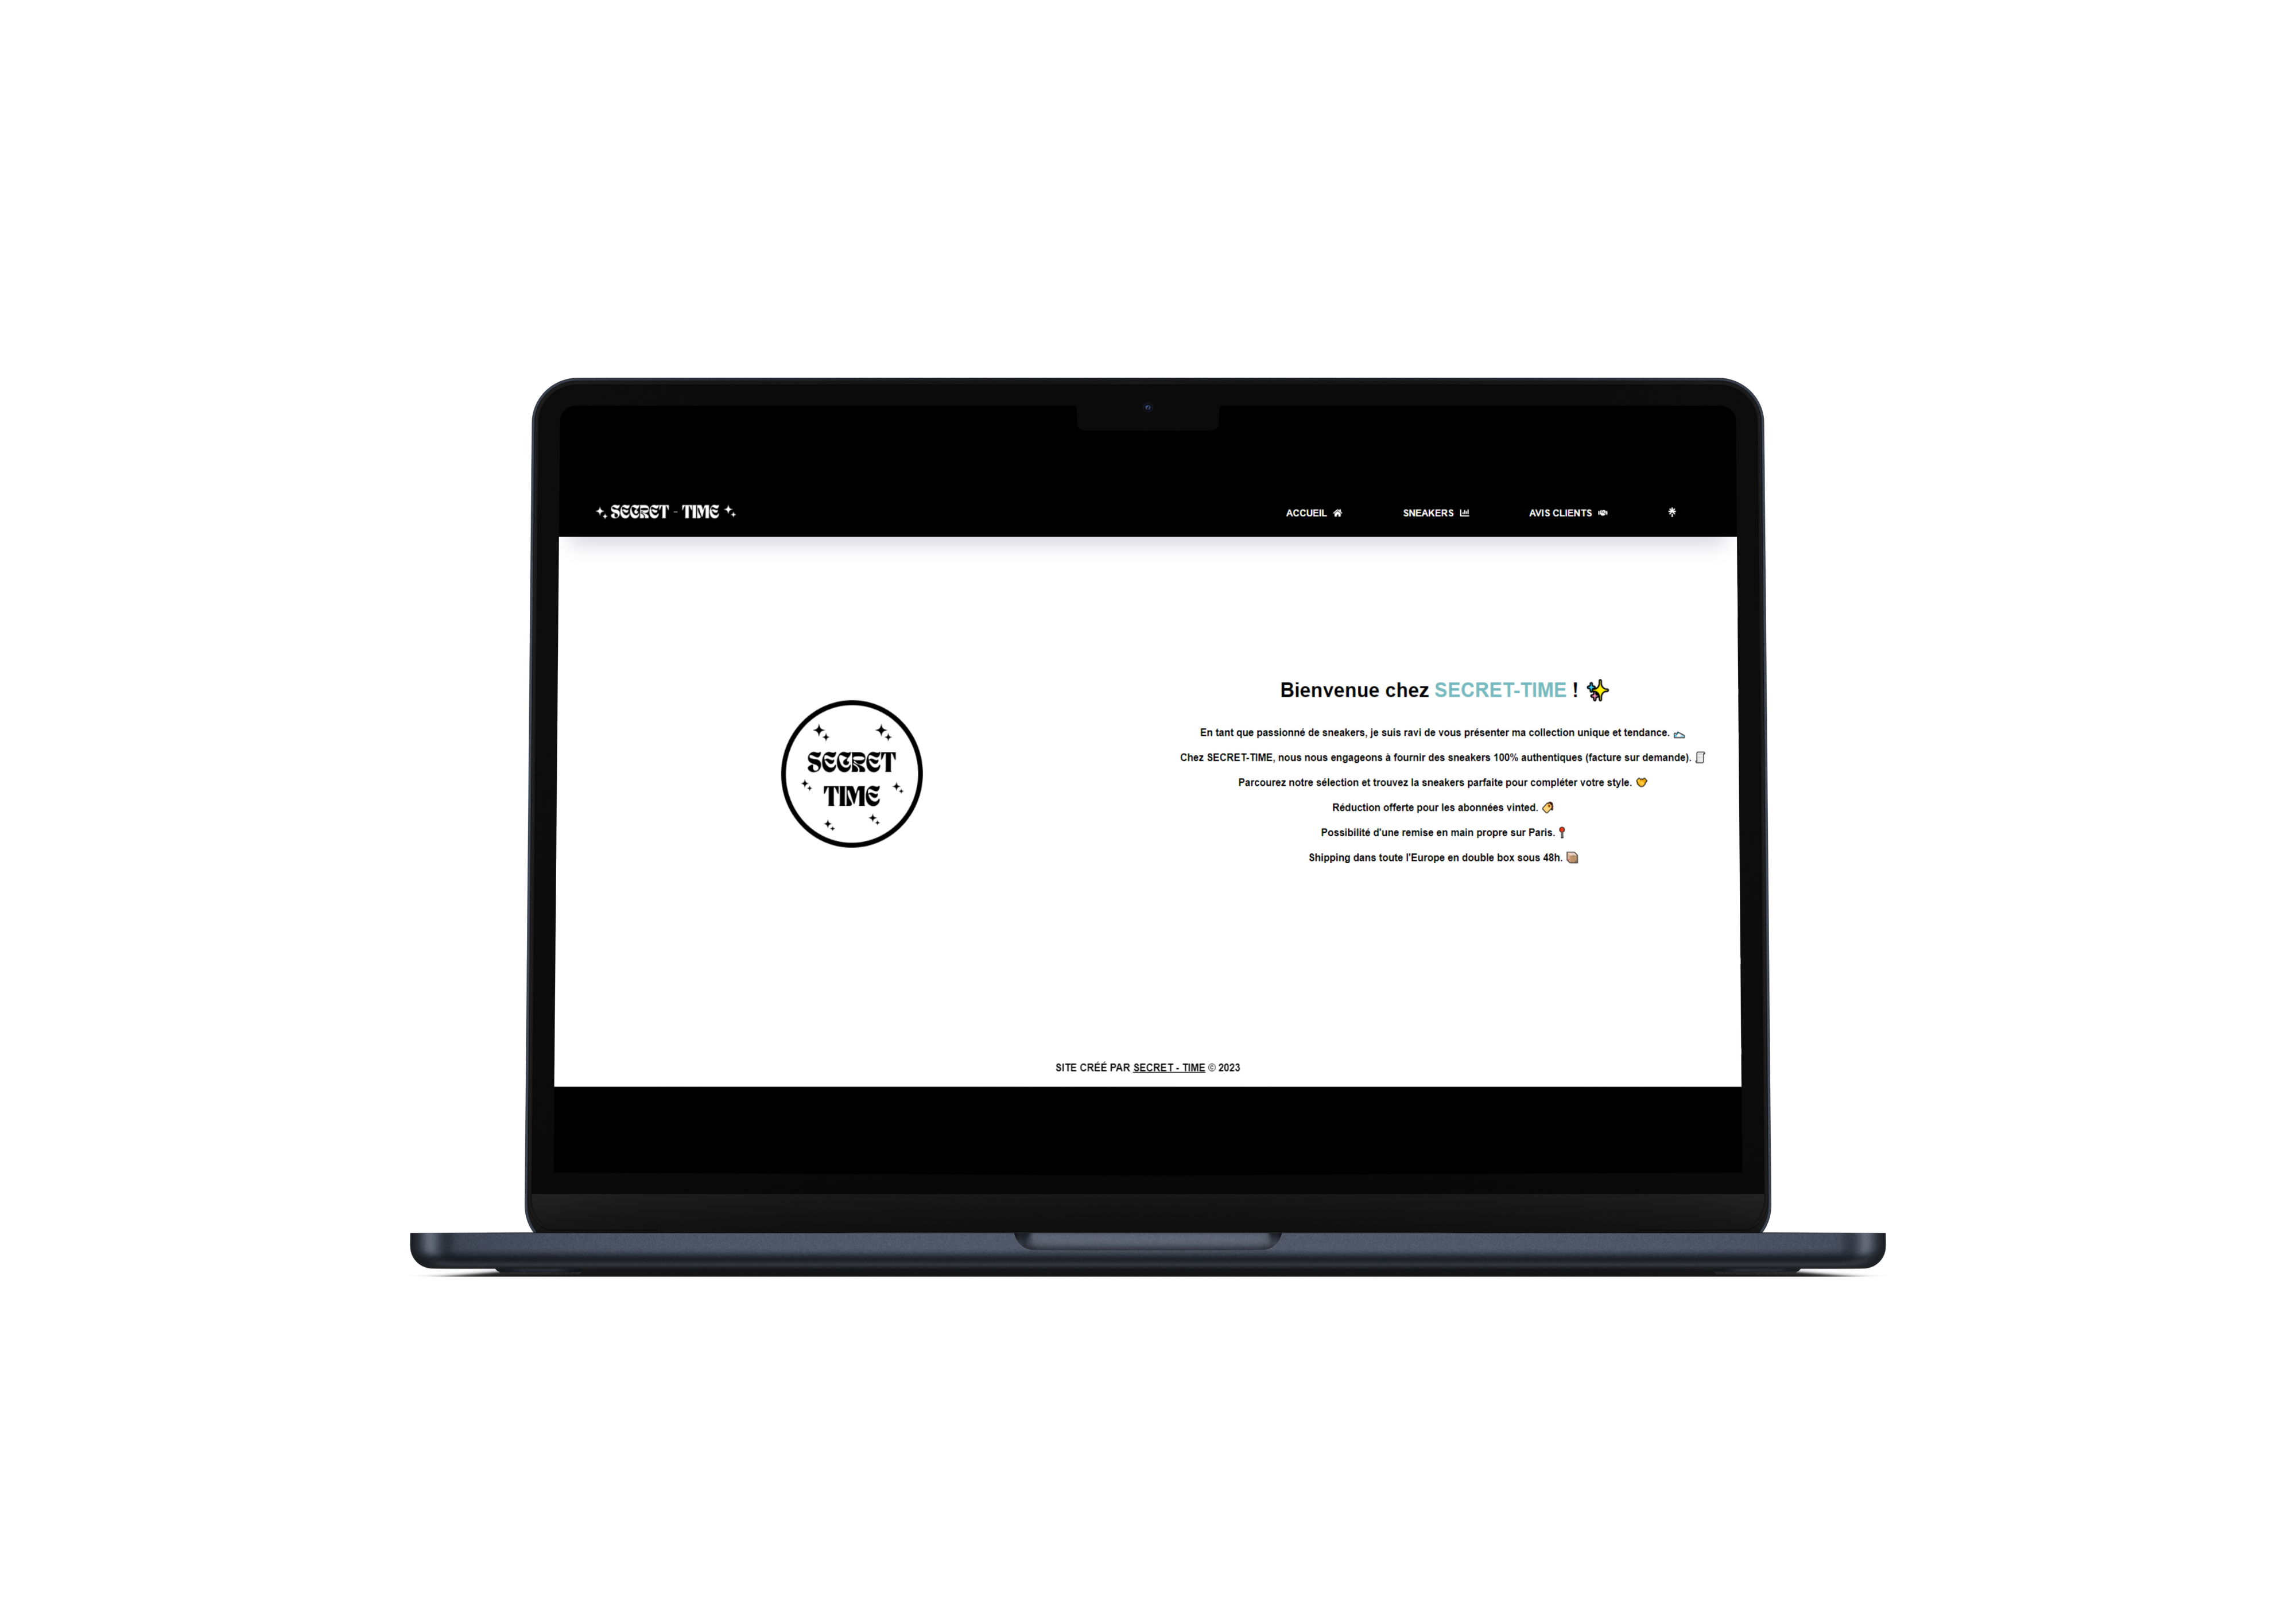 SECRET - TIME
ACCUEIL
SNEAKERS
AVIS CLIENTS
SECRET
TIME
Bienvenue chez SECRET-TIME !
En tant que passionné de sneakers, je suis ravi de vous présenter ma collection unique et tendance.
Chez SECRET-TIME, nous nous engageons à fournir des sneakers 100% authentiques (facture sur demande).
Parcourez notre sélection et trouvez la sneakers parfaite pour compléter votre style.
Réduction offerte pour les abonnées vinted.
Possibilité d'une remise en main propre sur Paris.
Shipping dans toute l'Europe en double box sous 48h.
SITE CRÉÉ PAR SECRET - TIME © 2023